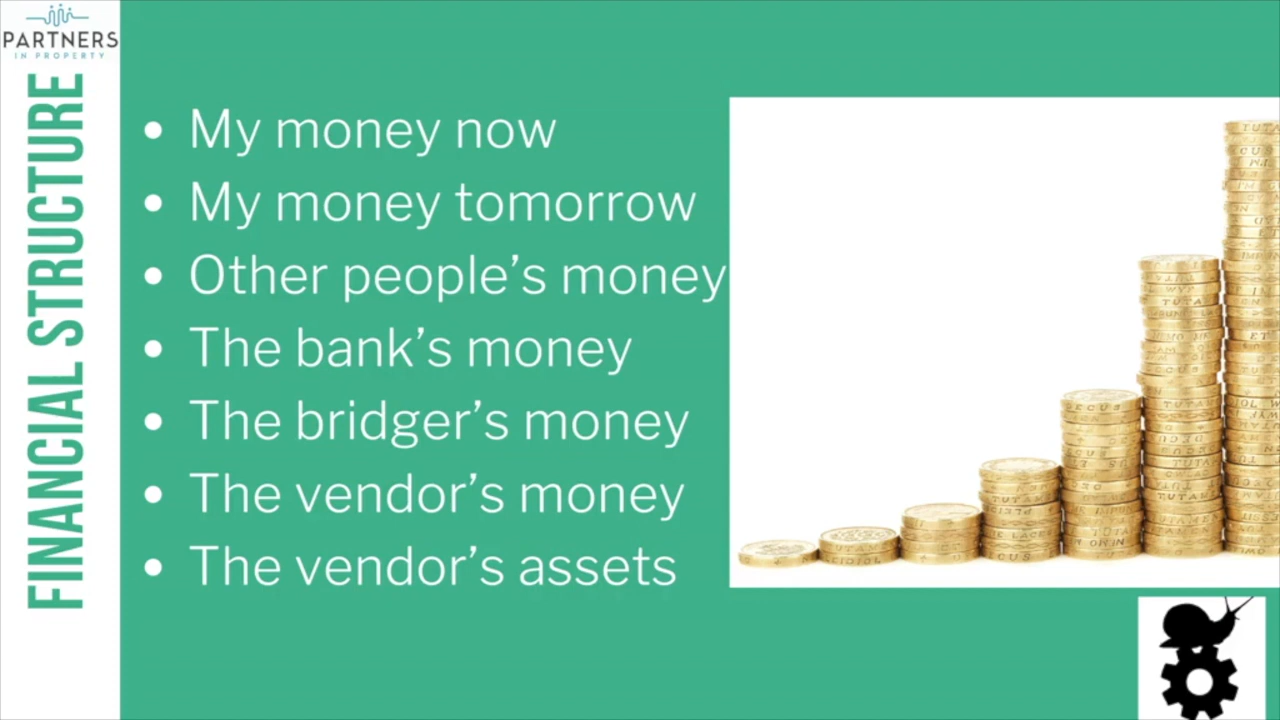 PARTNERS
IN PROPERTY
FINANCIAL STRUCTURE
• My money now
• My money tomorrow
• Other people’s money
• The bank’s money
• The bridger’s money
• The vendor’s money
• The vendor’s assets